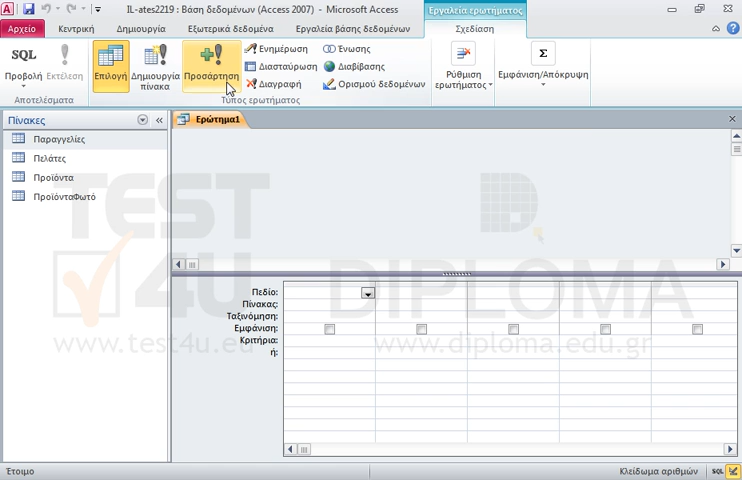 IL-ates2219 : Βάση δεδομένων (Access 2007) - Microsoft Access
Εργαλεία ερωτήματος
Αρχείο Κεντρική Δημιουργία Εξωτερικά δεδομένα Εργαλεία βάσης δεδομένων Σχεδίαση
SQL Προβολή Εκτέλεση
Αποτελέσματα
Επιλογή Δημιουργία πίνακα Προσάρτηση
Ενημέρωση
Διασταύρωση
Διαγραφή
Ένωσης
Διαβίβασης
Ορισμού δεδομένων
Τύπος ερωτήματος
Ρύθμιση ερωτήματος
Εμφάνιση/Απόκρυψη
Πίνακες
Παραγγελίες
Πελάτες
Προϊόντα
ΠροϊόνταΦωτό
Ερώτημα1
TEST 4U
www.test4u.eu
D
DIPLOMA
www.diploma.edu.gr
Πεδίο:
Πίνακας:
Ταξινόμηση:
Εμφάνιση:
Κριτήρια:
ή:
Έτοιμο
Κλείδωμα αριθμών
SQL